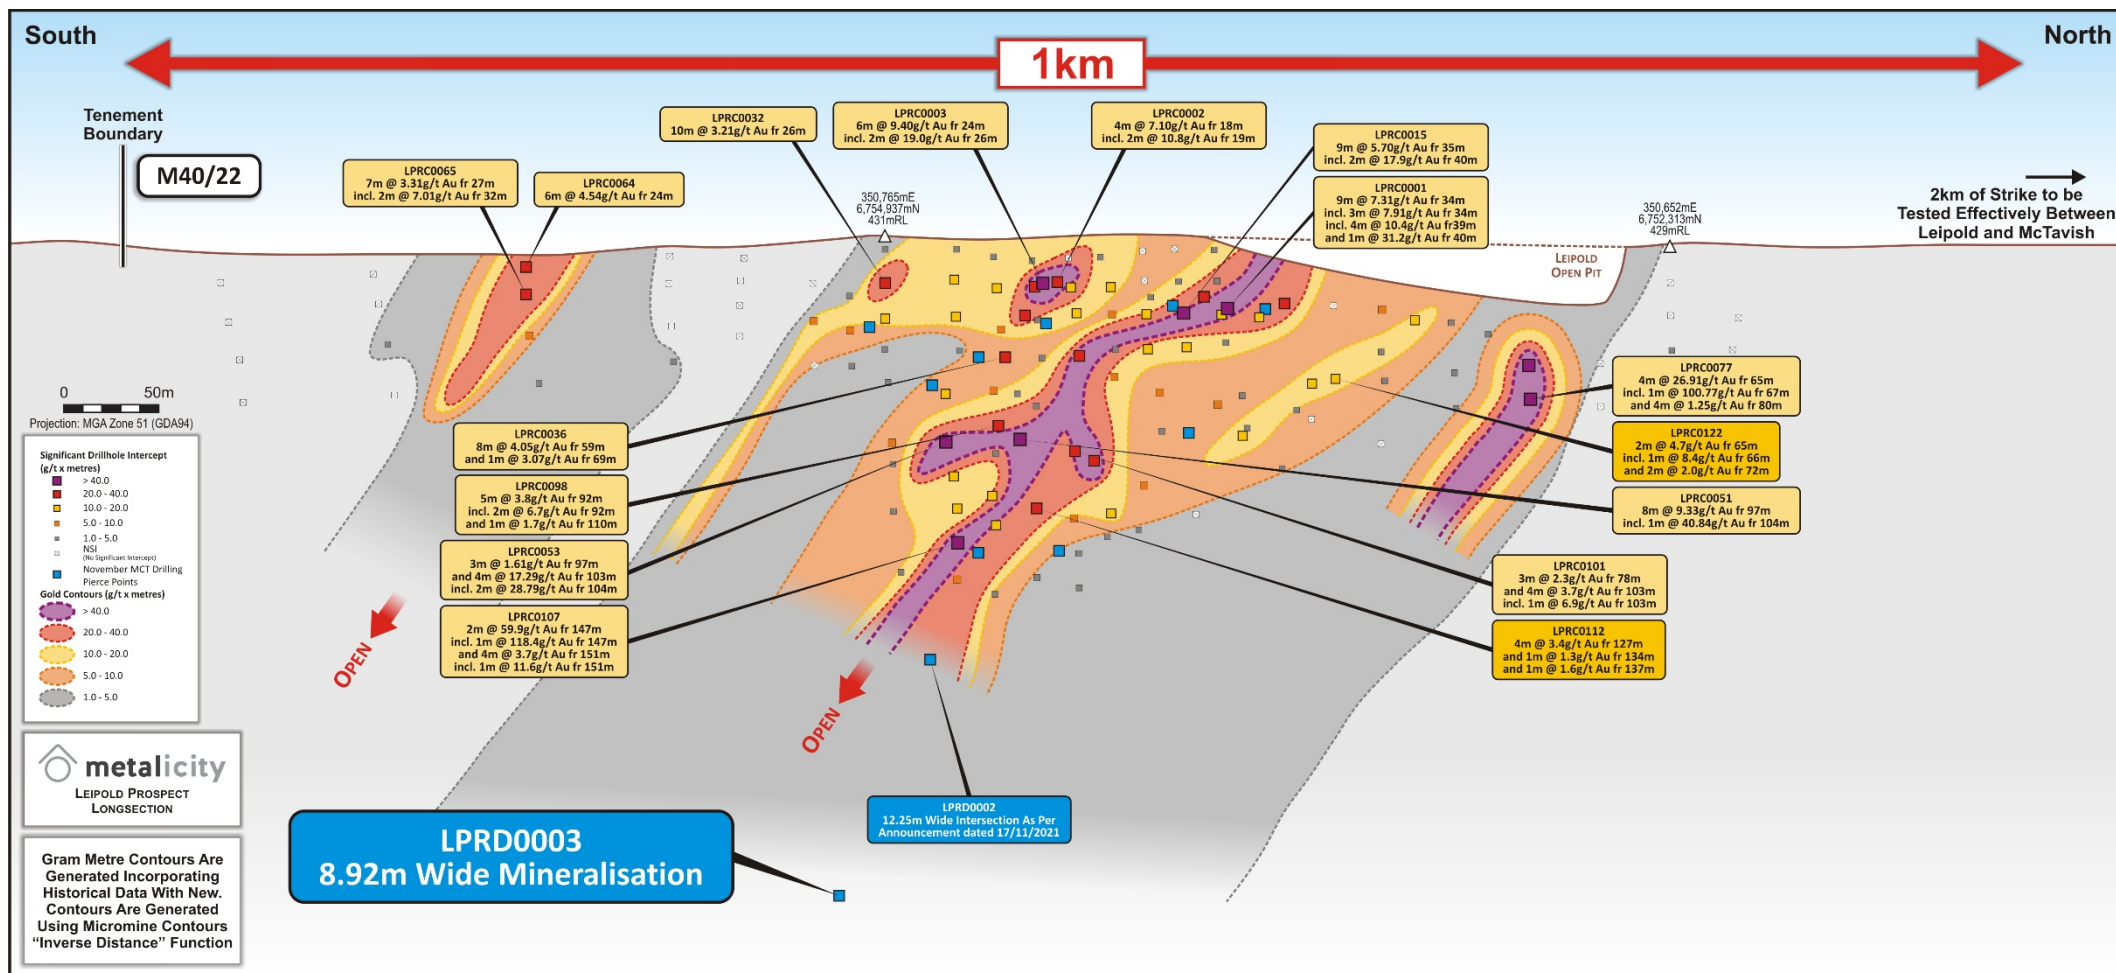 South
North
1km
Tenement
Boundary
M40/22
LPRC0065
7m @ 3.31g/t Au fr 27m
incl. 2m @ 7.01g/t Au fr 32m
LPRC0064
6m @ 4.54g/t Au fr 24m
LPRC0032
10m @ 3.21g/t Au fr 26m
LPRC0003
6m @ 9.40g/t Au fr 24m
incl. 2m @ 19.0g/t Au fr 26m
LPRC0002
4m @ 7.10g/t Au fr 18m
incl. 2m @ 10.8g/t Au fr 19m
LPRC0015
9m @ 5.70g/t Au fr 35m
incl. 2m @ 17.9g/t Au fr 40m
LPRC0001
9m @ 7.31g/t Au fr 34m
incl. 3m @ 7.91g/t Au fr 34m
incl. 4m @ 10.4g/t Au fr39m
and 1m @ 31.2g/t Au fr 40m
350,765mE
6,754,937mN
431mRL
350,652mE
6,752,313mN
429mRL
2km of Strike to be
Tested Effectively Between
Leipold and McTavish
LEIPOLD
OPEN PIT
0 50m
Projection: MGA Zone 51 (GDA94)
Significant Drillhole Intercept
(g/t x metres)
> 40.0
20.0 - 40.0
10.0 - 20.0
5.0 - 10.0
1.0 - 5.0
NSI
(No Significant Intercept)
November MCT Drilling
Pierce Points
Gold Contours (g/t x metres)
> 40.0
20.0 - 40.0
10.0 - 20.0
5.0 - 10.0
1.0 - 5.0
LPRC0036
8m @ 4.05g/t Au fr 59m
and 1m @ 3.07g/t Au fr 69m
LPRC0098
5m @ 3.8g/t Au fr 92m
incl. 2m @ 6.7g/t Au fr 92m
and 1m @ 1.7g/t Au fr 110m
LPRC0053
3m @ 1.61g/t Au fr 97m
and 4m @ 17.29g/t Au fr 103m
incl. 2m @ 28.79g/t Au fr 104m
LPRC0107
2m @ 59.9g/t Au fr 147m
incl. 1m @ 118.4g/t Au fr 147m
and 4m @ 3.7g/t Au fr 151m
incl. 1m @ 11.6g/t Au fr 151m
LPRC0077
4m @ 26.91g/t Au fr 65m
incl. 1m @ 100.77g/t Au fr 67m
and 4m @ 1.25g/t Au fr 80m
LPRC0122
2m @ 4.7g/t Au fr 65m
incl. 1m @ 8.4g/t Au fr 66m
and 2m @ 2.0g/t Au fr 72m
LPRC0051
8m @ 9.33g/t Au fr 97m
incl. 1m @ 40.84g/t Au fr 104m
LPRC0101
3m @ 2.3g/t Au fr 78m
and 4m @ 3.7g/t Au fr 103m
incl. 1m @ 6.9g/t Au fr 103m
LPRC0112
4m @ 3.4g/t Au fr 127m
and 1m @ 1.3g/t Au fr 134m
and 1m @ 1.6g/t Au fr 137m
OPEN
OPEN
metalicity
LEIPOLD PROSPECT
LONGSECTION
LPRD0002
12.25m Wide Intersection As Per
Announcement dated 17/11/2021
LPRD0003
8.92m Wide Mineralisation
Gram Metre Contours Are
Generated Incorporating
Historical Data With New.
Contours Are Generated
Using Micromine Contours
“Inverse Distance” Function